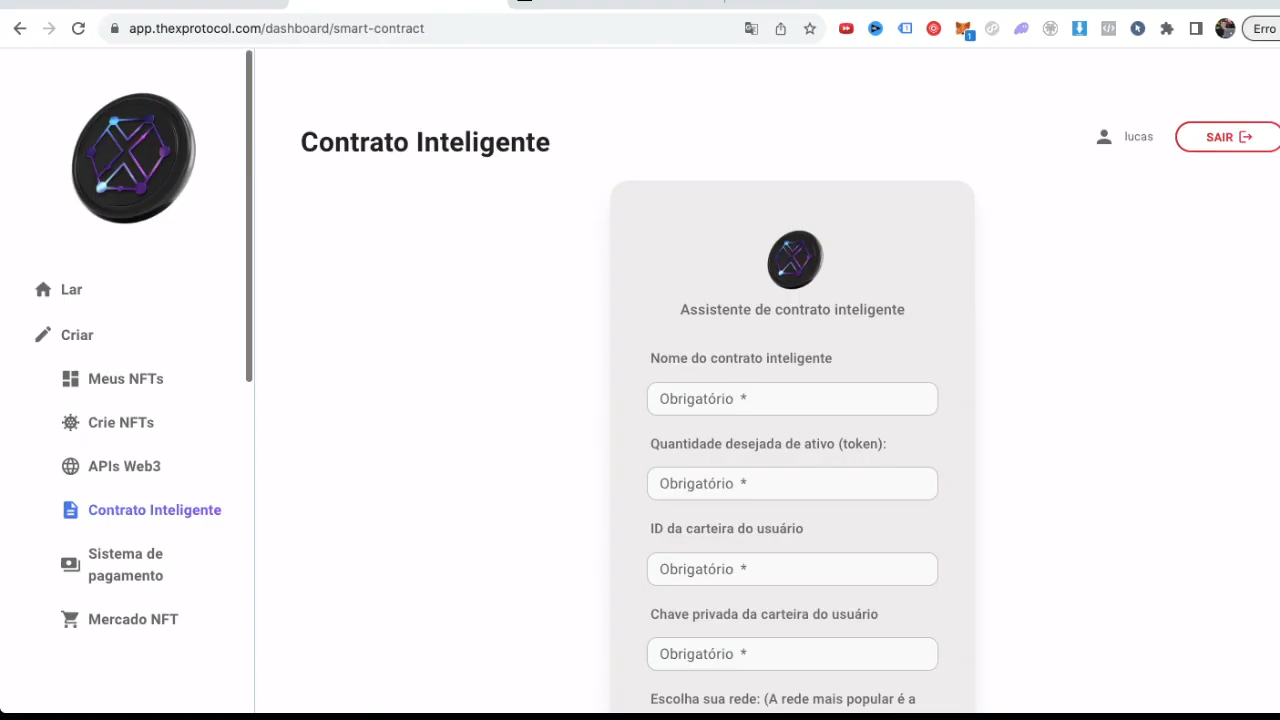 app.thexprotocol.com/dashboard/smart-contract
1
Erro
Contrato Inteligente
lucas
SAIR
Lar
Criar
Meus NFTs
Crie NFTs
APIs Web3
Contrato Inteligente
Sistema de
pagamento
Mercado NFT
Assistente de contrato inteligente
Nome do contrato inteligente
Obrigatório *
Quantidade desejada de ativo (token):
Obrigatório *
ID da carteira do usuário
Obrigatório *
Chave privada da carteira do usuário
Obrigatório *
Escolha sua rede: (A rede mais popular é a